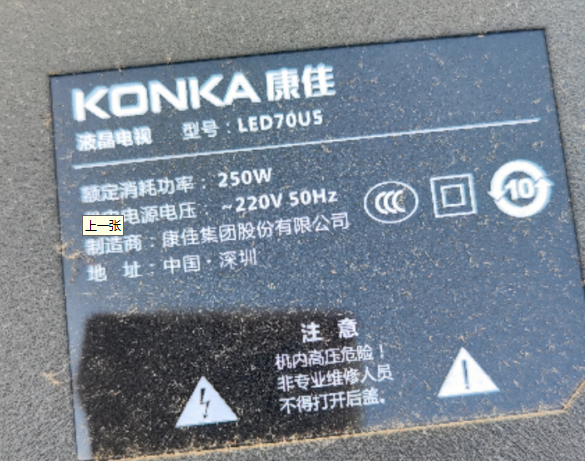 KONKA 康佳
液晶电视 型号：LED70U5
额定消耗功率：250W
电源电压：~220V 50Hz
上一张
制造商：康佳集团股份有限公司
地 址：中国·深圳
CCC
10
注 意
机内高压危险！
非专业维修人员
不得打开后盖。